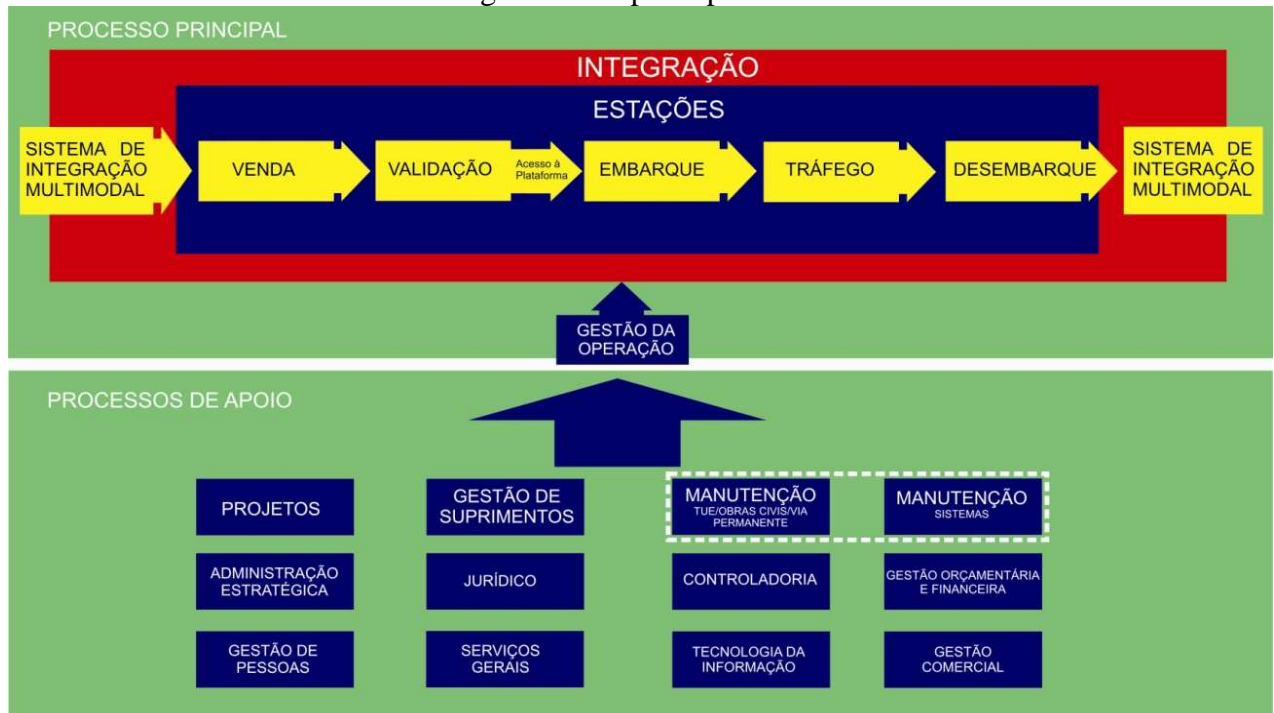 PROCESSO PRINCIPAL
INTEGRAÇÃO
ESTAÇÕES
SISTEMA DE
INTEGRAÇÃO
MULTIMODAL
VENDA
VALIDAÇÃO
Acesso à
Plataforma
EMBARQUE
TRÁFEGO
DESEMBARQUE
SISTEMA DE
INTEGRAÇÃO
MULTIMODAL
GESTÃO DA
OPERAÇÃO
PROCESSOS DE APOIO
PROJETOS
GESTÃO DE
SUPRIMENTOS
MANUTENÇÃO
TUE/OBRAS CIVIS/VIA
PERMANENTE
MANUTENÇÃO
SISTEMAS
ADMINISTRAÇÃO
ESTRATÉGICA
JURÍDICO
CONTROLADORIA
GESTÃO ORÇAMENTÁRIA
E FINANCEIRA
GESTÃO DE
PESSOAS
SERVIÇOS
GERAIS
TECNOLOGIA DA
INFORMAÇÃO
GESTÃO
COMERCIAL